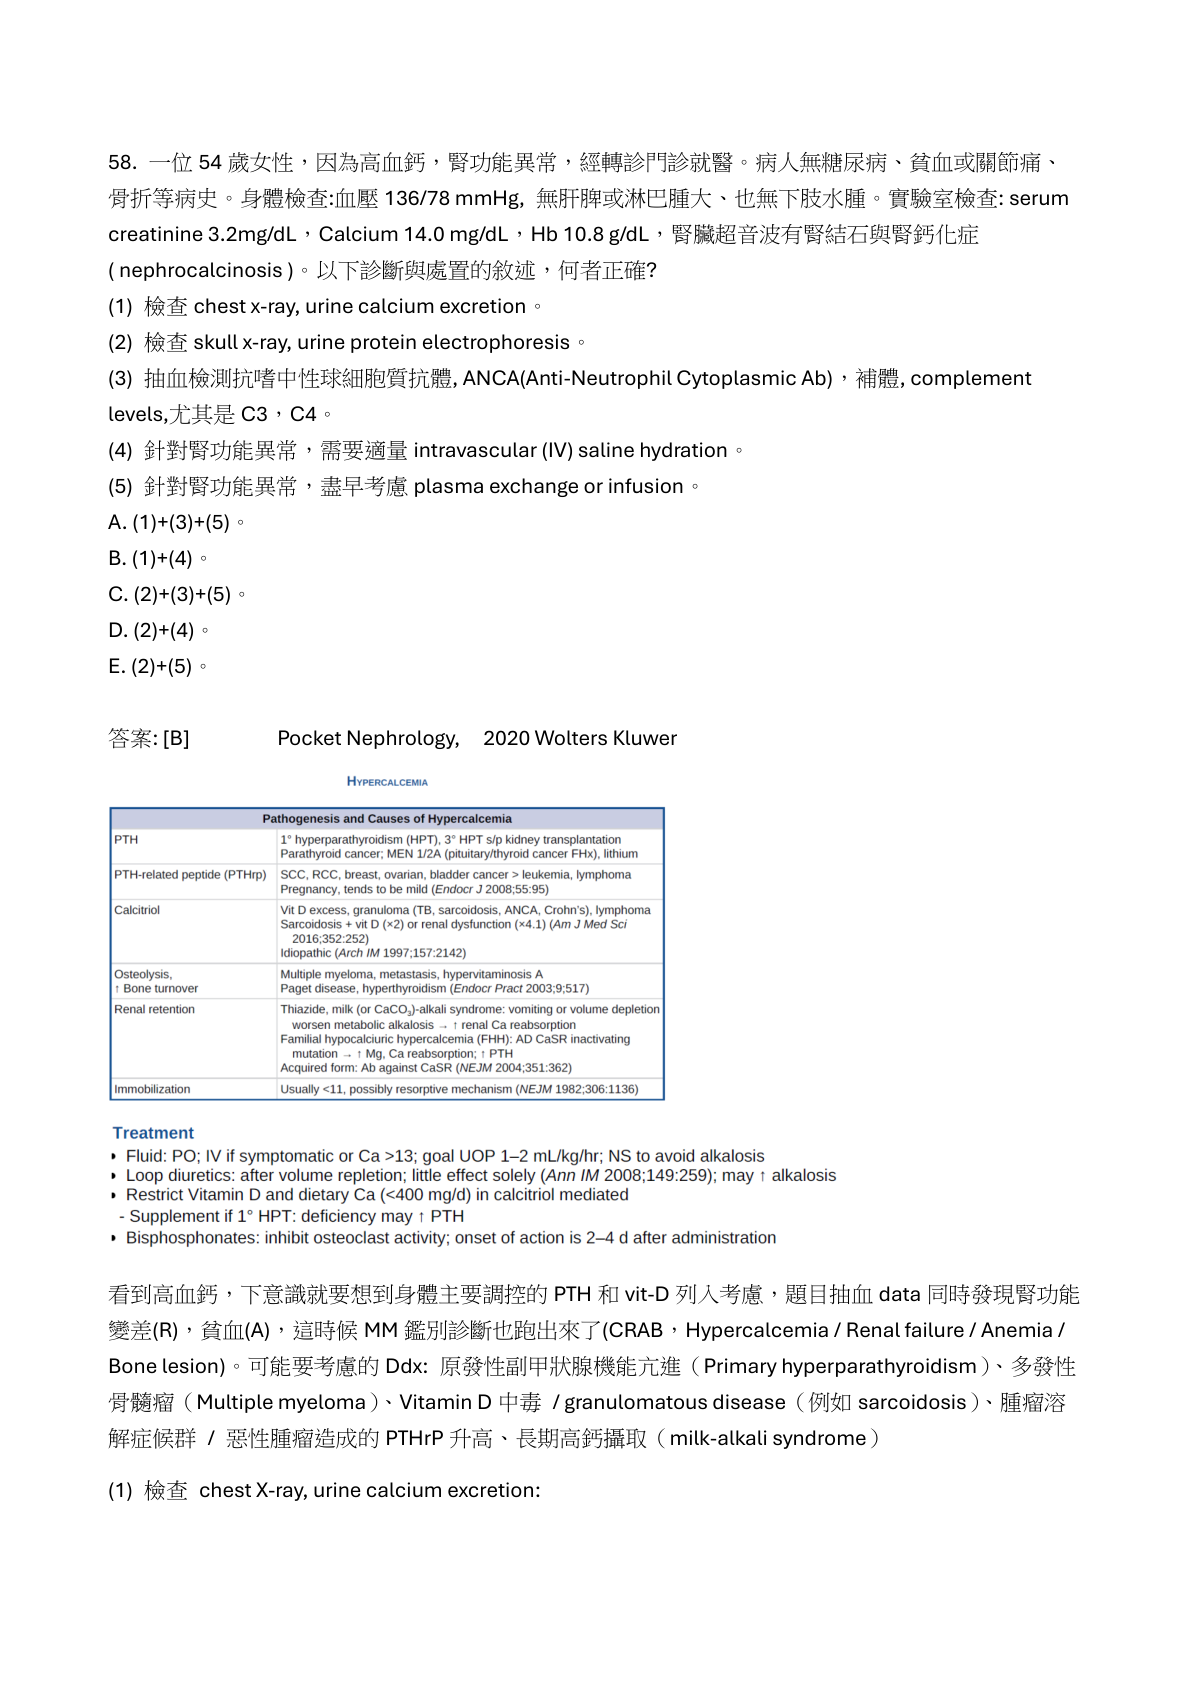 58. 一位 54 歲女性，因為高血鈣，腎功能異常，經轉診門診就醫。病人無糖尿病、貧血或關節痛、
骨折等病史。身體檢查:血壓 136/78 mmHg, 無肝脾或淋巴腫大、也無下肢水腫。實驗室檢查: serum
creatinine 3.2mg/dL，Calcium 14.0 mg/dL，Hb 10.8 g/dL，腎臟超音波有腎結石與腎鈣化症
( nephrocalcinosis )。以下診斷與處置的敘述，何者正確?
(1) 檢查 chest x-ray, urine calcium excretion。
(2) 檢查 skull x-ray, urine protein electrophoresis。
(3) 抽血檢測抗嗜中性球細胞質抗體, ANCA(Anti-Neutrophil Cytoplasmic Ab)，補體, complement
levels,尤其是 C3，C4。
(4) 針對腎功能異常，需要適量 intravascular (IV) saline hydration。
(5) 針對腎功能異常，盡早考慮 plasma exchange or infusion。
A. (1)+(3)+(5)。
B. (1)+(4)。
C. (2)+(3)+(5)。
D. (2)+(4)。
E. (2)+(5)。
答案: [B] Pocket Nephrology, 2020 Wolters Kluwer
HYPERCALCEMIA
Pathogenesis and Causes of Hypercalcemia
PTH 1° hyperparathyroidism (HPT), 3° HPT s/p kidney transplantation
Parathyroid cancer; MEN 1/2A (pituitary/thyroid cancer FHx), lithium
PTH-related peptide (PTHrp) SCC, RCC, breast, ovarian, bladder cancer > leukemia, lymphoma
Pregnancy, tends to be mild (Endocr J 2008;55:95)
Calcitriol Vit D excess, granuloma (TB, sarcoidosis, ANCA, Crohn's), lymphoma
Sarcoidosis + vit D (×2) or renal dysfunction (×4.1) (Am J Med Sci
2016;352:252)
Idiopathic (Arch IM 1997;157:2142)
Osteolysis, Multiple myeloma, metastasis, hypervitaminosis A
↑ Bone turnover Paget disease, hyperthyroidism (Endocr Pract 2003;9;517)
Renal retention Thiazide, milk (or CaCO₃)-alkali syndrome: vomiting or volume depletion
worsen metabolic alkalosis → ↑ renal Ca reabsorption
Familial hypocalciuric hypercalcemia (FHH): AD CaSR inactivating
mutation → ↑ Mg, Ca reabsorption; ↑ PTH
Acquired form: Ab against CaSR (NEJM 2004;351:362)
Immobilization Usually <11, possibly resorptive mechanism (NEJM 1982;306:1136)
Treatment
• Fluid: PO; IV if symptomatic or Ca >13; goal UOP 1–2 mL/kg/hr; NS to avoid alkalosis
• Loop diuretics: after volume repletion; little effect solely (Ann IM 2008;149:259); may ↑ alkalosis
• Restrict Vitamin D and dietary Ca (<400 mg/d) in calcitriol mediated
- Supplement if 1° HPT: deficiency may ↑ PTH
• Bisphosphonates: inhibit osteoclast activity; onset of action is 2–4 d after administration
看到高血鈣，下意識就要想到身體主要調控的 PTH 和 vit-D 列入考慮，題目抽血 data 同時發現腎功能
變差(R)，貧血(A)，這時候 MM 鑑別診斷也跑出來了(CRAB，Hypercalcemia / Renal failure / Anemia /
Bone lesion)。可能要考慮的 Ddx: 原發性副甲狀腺機能亢進（Primary hyperparathyroidism）、多發性
骨髓瘤（Multiple myeloma）、Vitamin D 中毒 / granulomatous disease（例如 sarcoidosis）、腫瘤溶
解症候群 / 惡性腫瘤造成的 PTHrP 升高、長期高鈣攝取（milk-alkali syndrome）
(1) 檢查 chest X-ray, urine calcium excretion: